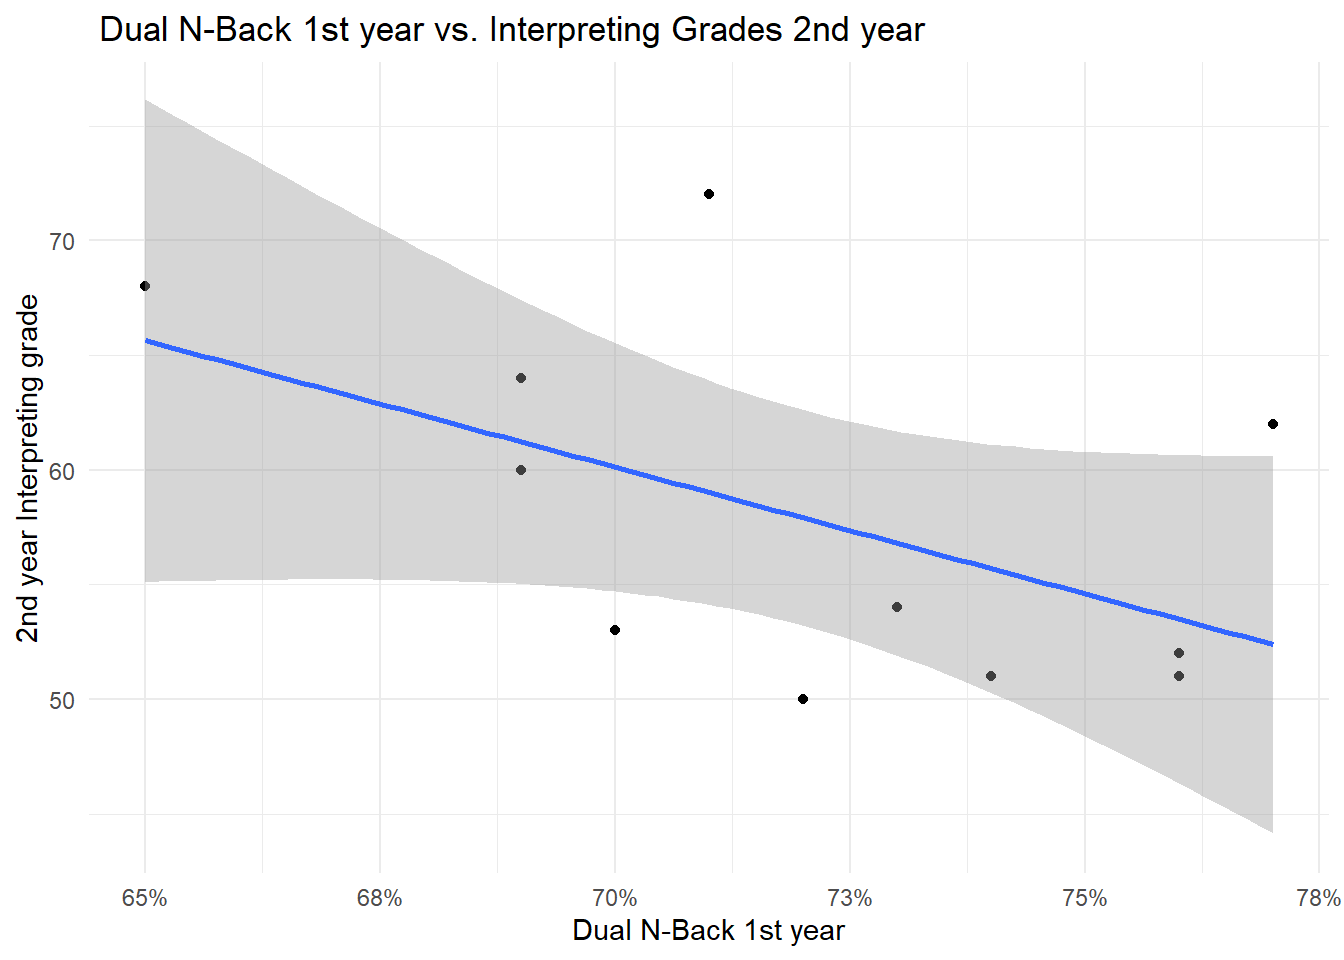 Dual N-Back 1st year vs. Interpreting Grades 2nd year
2nd year Interpreting grade
70
60
50
65% 68% 70% 73% 75% 78%
Dual N-Back 1st year